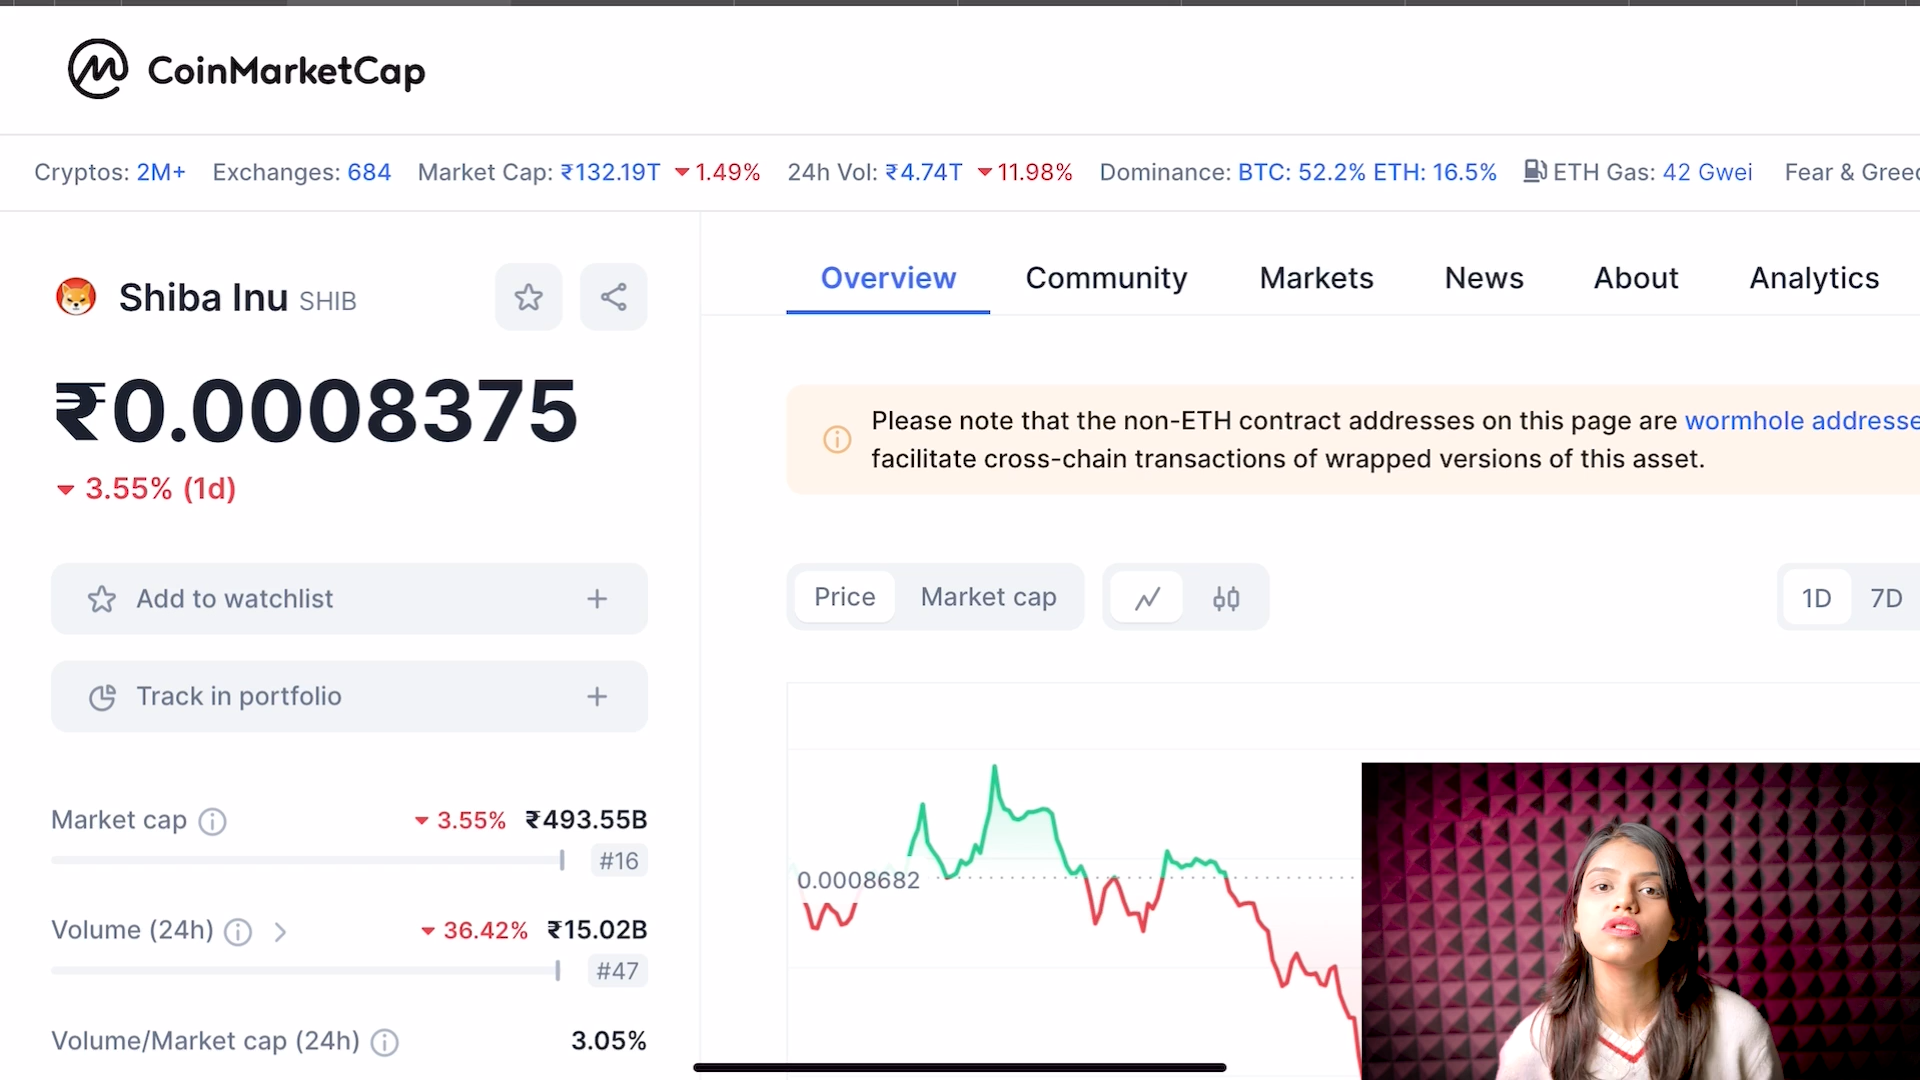 CoinMarketCap
Cryptos: 2M+ Exchanges: 684 Market Cap: ₹132.19T 1.49% 24h Vol: ₹4.74T 11.98% Dominance: BTC: 52.2% ETH: 16.5% ETH Gas: 42 Gwei Fear & Greed
Shiba Inu SHIB
₹0.0008375
3.55% (1d)
Add to watchlist +
Track in portfolio +
Market cap 3.55% ₹493.55B
#16
Volume (24h) 36.42% ₹15.02B
#47
Volume/Market cap (24h) 3.05%
Overview Community Markets News About Analytics
Please note that the non-ETH contract addresses on this page are wormhole addresse
facilitate cross-chain transactions of wrapped versions of this asset.
Price Market cap 1D 7D
0.0008682